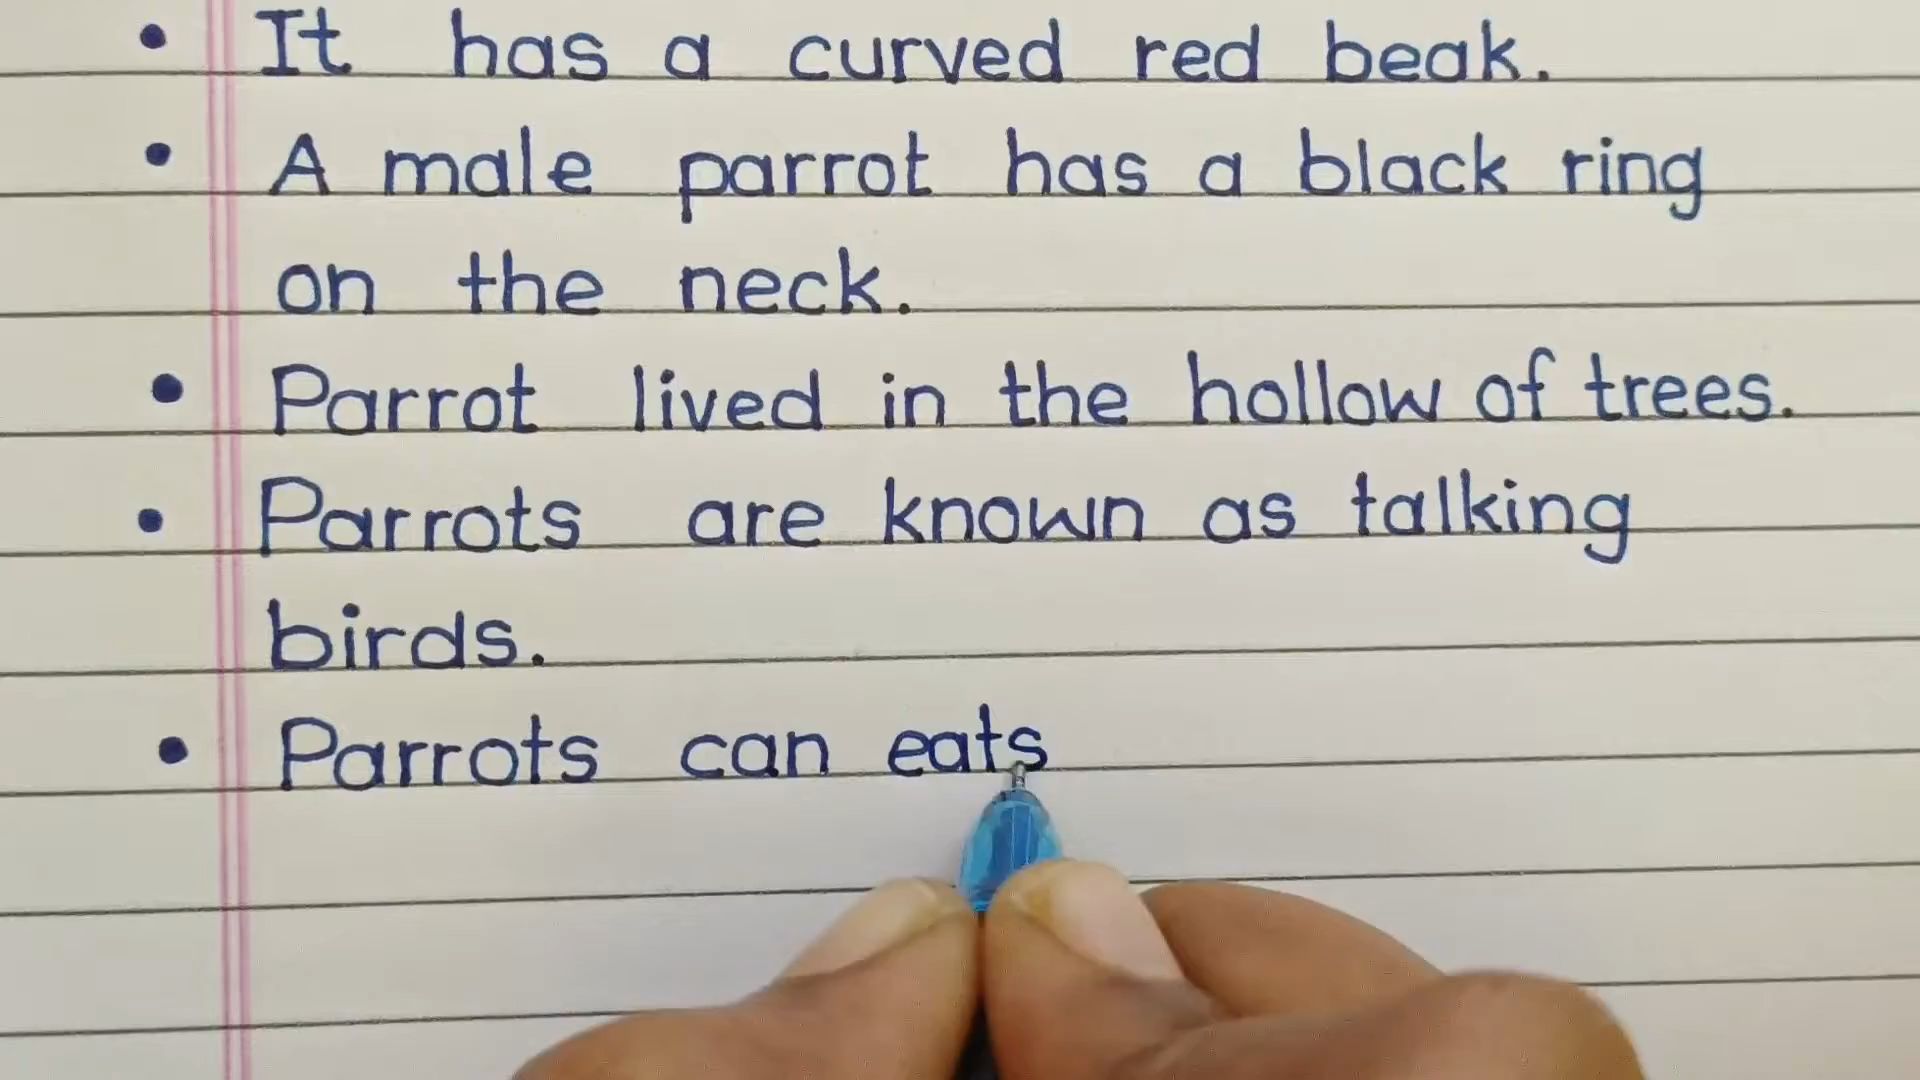 • It has a curved red beak.
• A male parrot has a black ring
on the neck.
• Parrot lived in the hollow of trees.
• Parrots are known as talking
birds.
• Parrots can eats